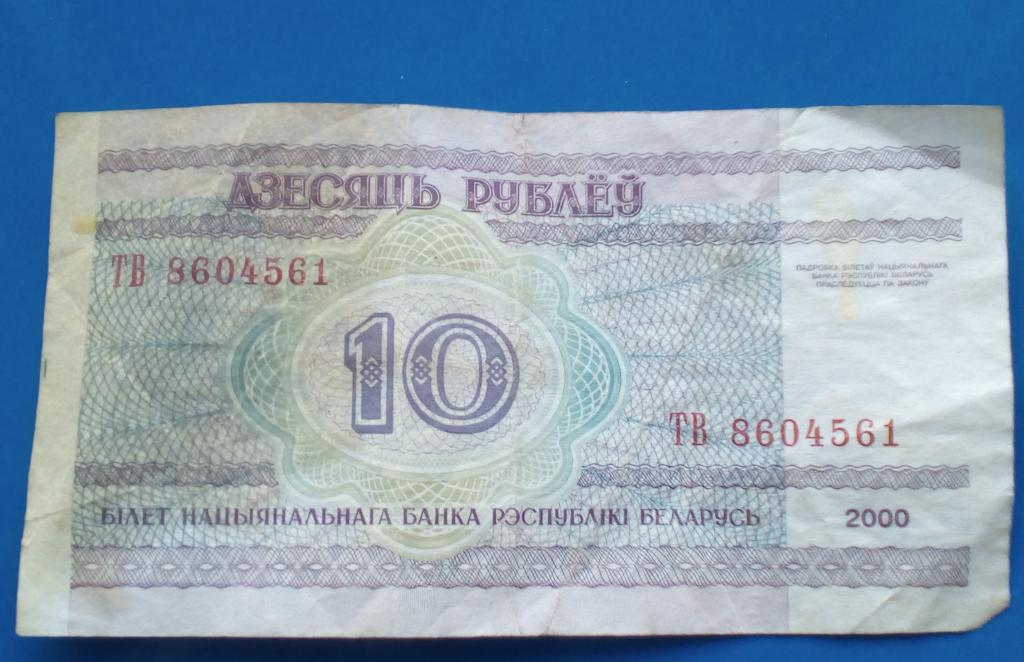 ДЗЕСЯЦЬ РУБЛЁЎ
ТВ 8604561
ПАДРОБКА БІЛЕТАЎ НАЦЫЯНАЛЬНАГА
БАНКА РЭСПУБЛІКІ БЕЛАРУСЬ
ПРАСЛЕДУЕЦЦА ПА ЗАКОНУ
10
ТВ 8604561
БІЛЕТ НАЦЫЯНАЛЬНАГА БАНКА РЭСПУБЛІКІ БЕЛАРУСЬ 2000